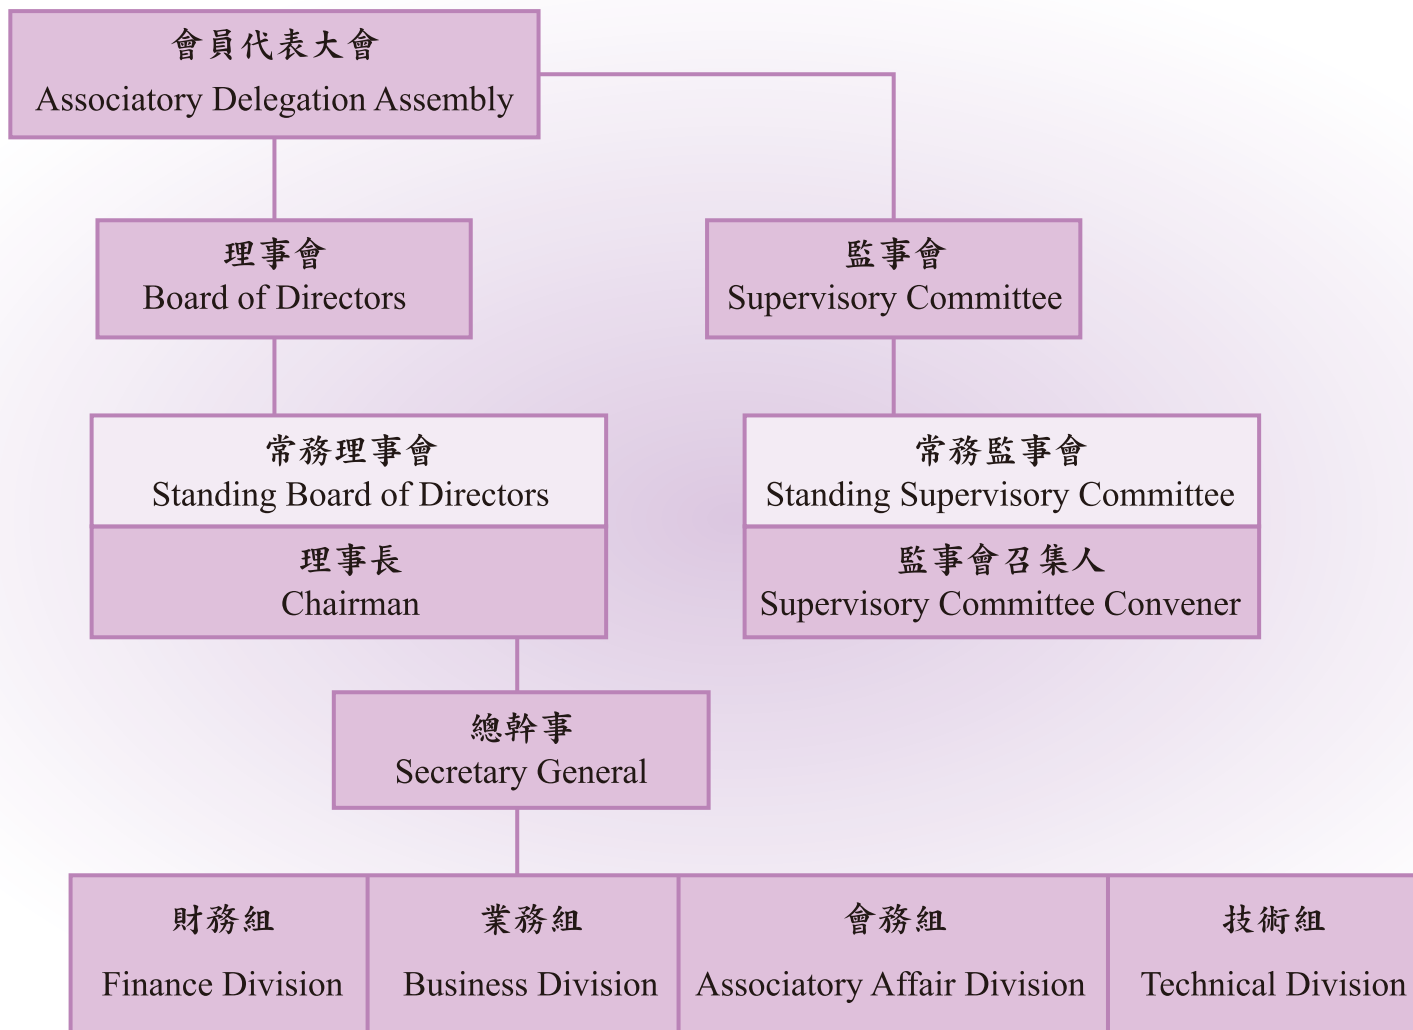 會員代表大會
Associatory Delegation Assembly
理事會
Board of Directors
監事會
Supervisory Committee
常務理事會
Standing Board of Directors
理事長
Chairman
常務監事會
Standing Supervisory Committee
監事會召集人
Supervisory Committee Convener
總幹事
Secretary General
財務組
Finance Division
業務組
Business Division
會務組
Associatory Affair Division
技術組
Technical Division